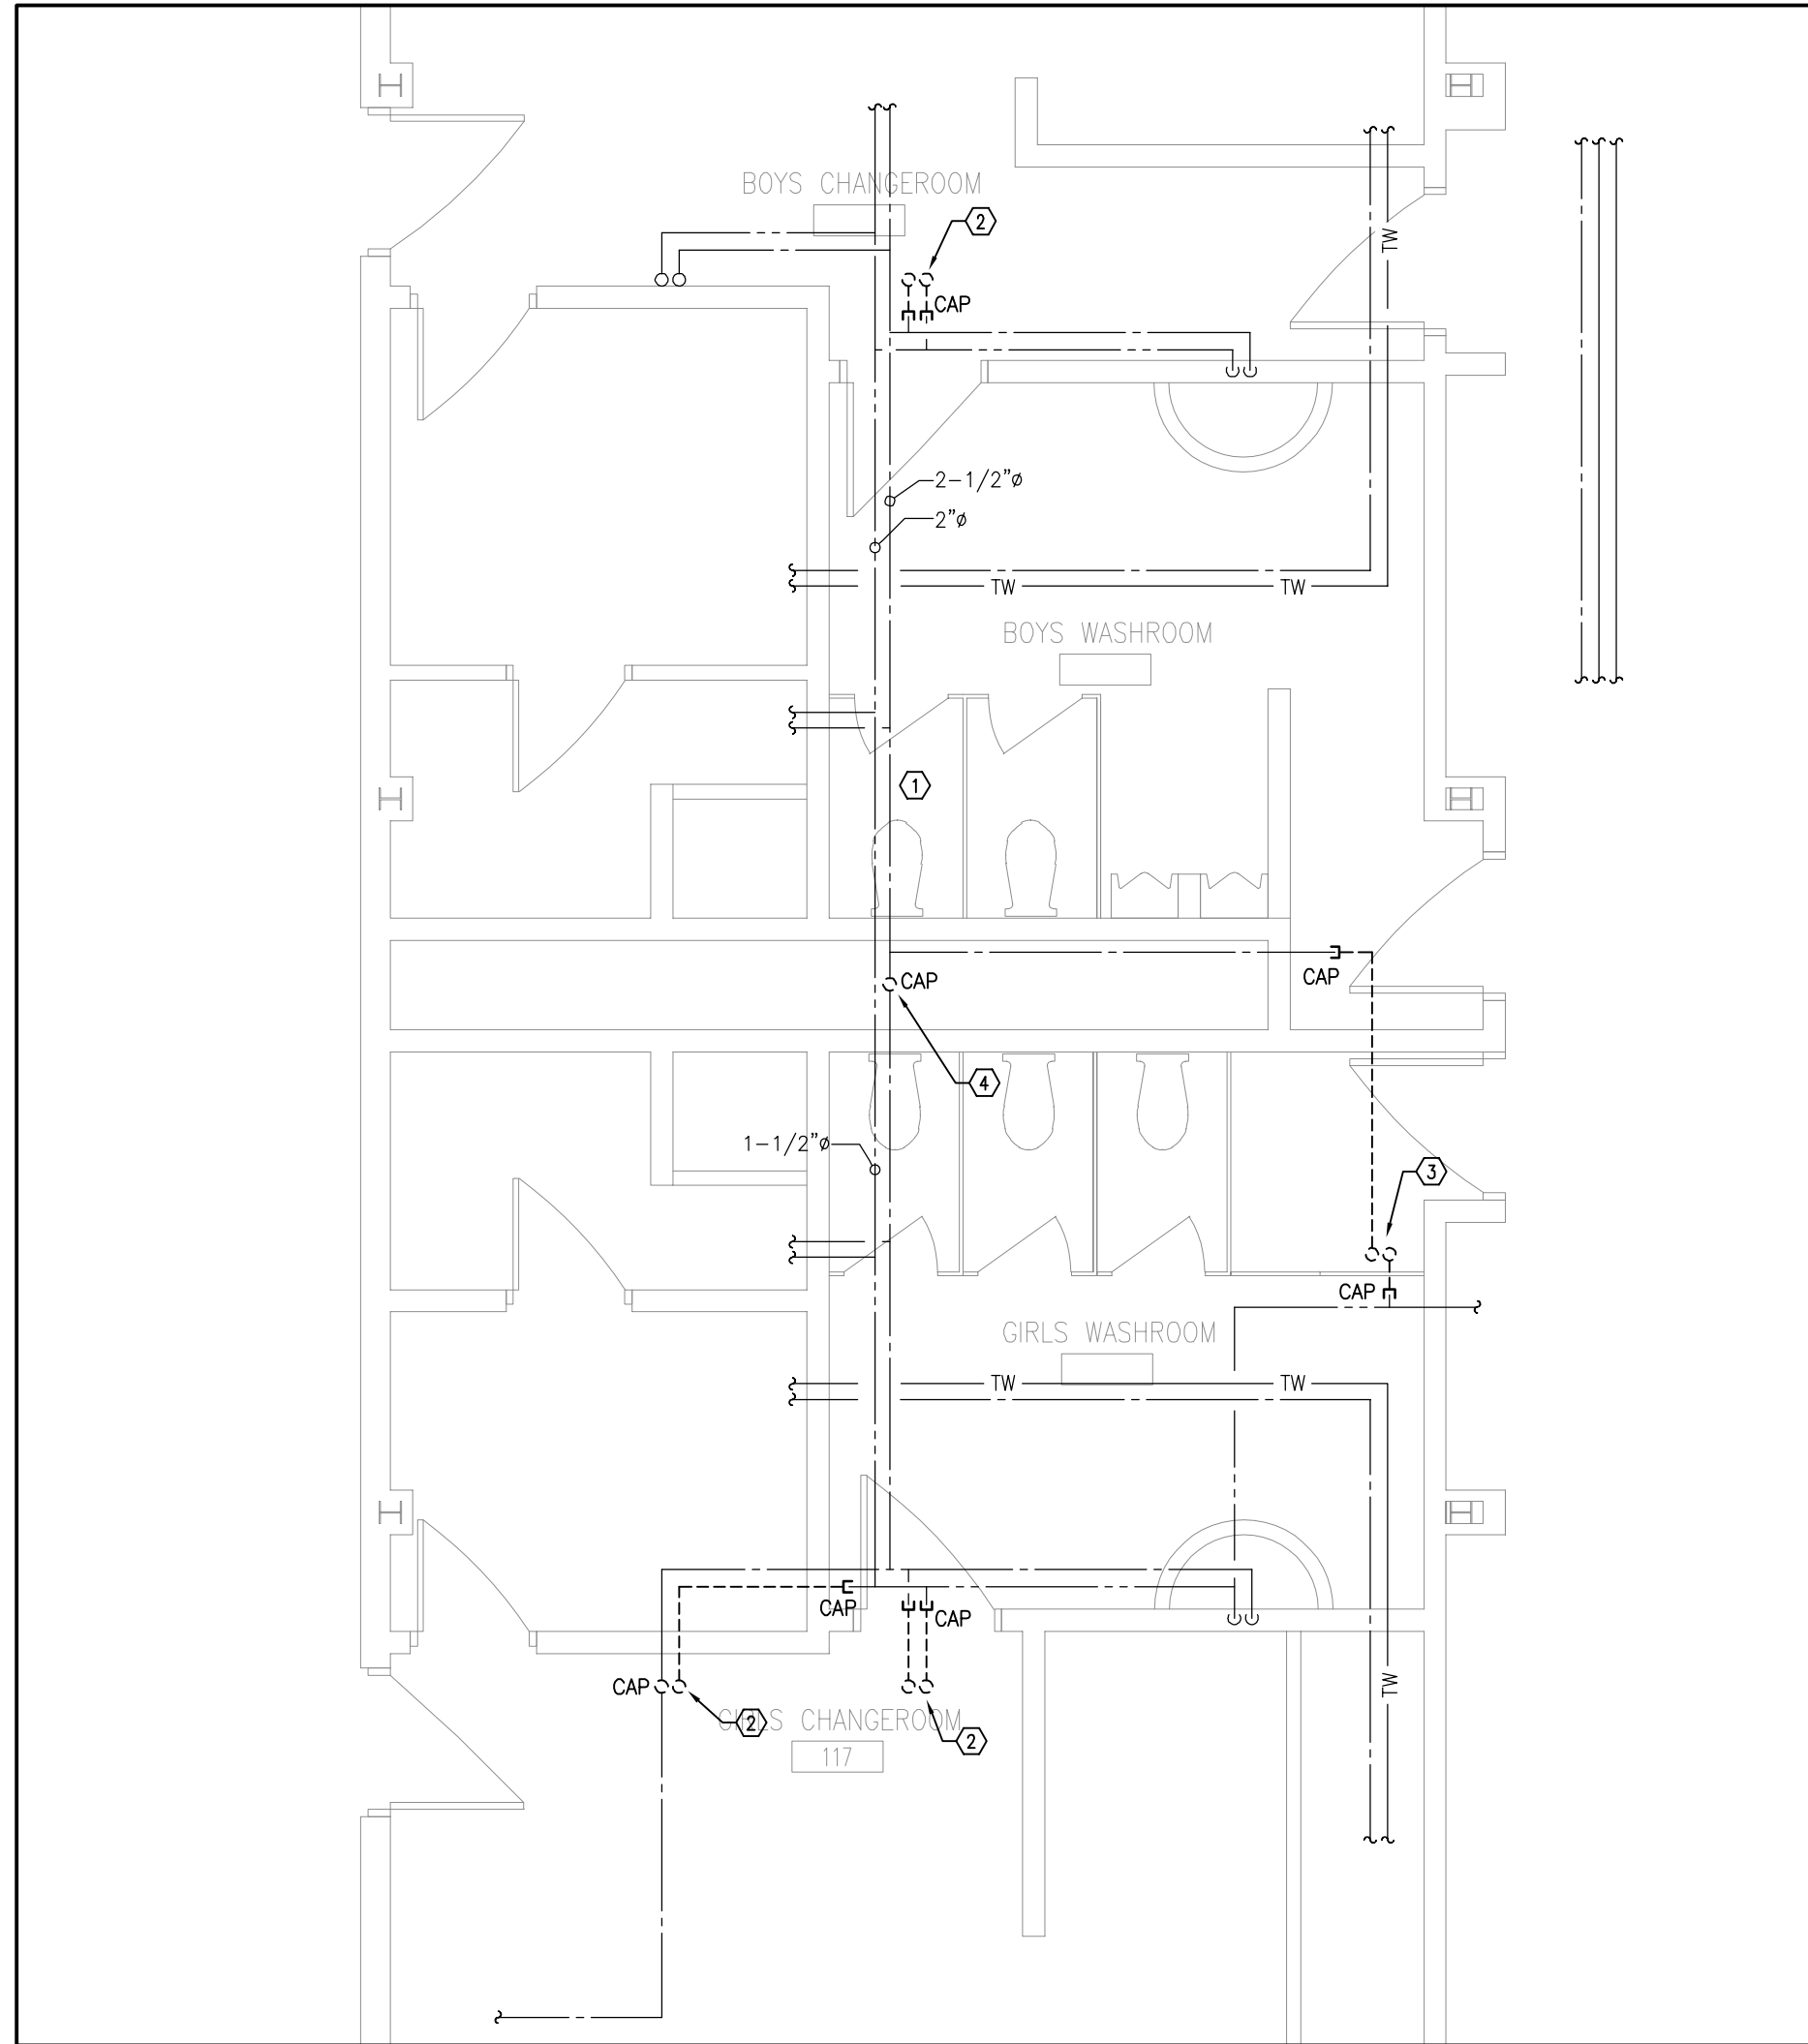 BOYS CHANGEROOM
2
TW
CAP
2-1/2"ø
2"ø
TW TW
BOYS WASHROOM
1
CAP
CAP
4
1-1/2"ø
3
CAP
GIRLS WASHROOM
TW TW
CAP CAP
CAP
TW
2
GIRLS CHANGEROOM
2
117